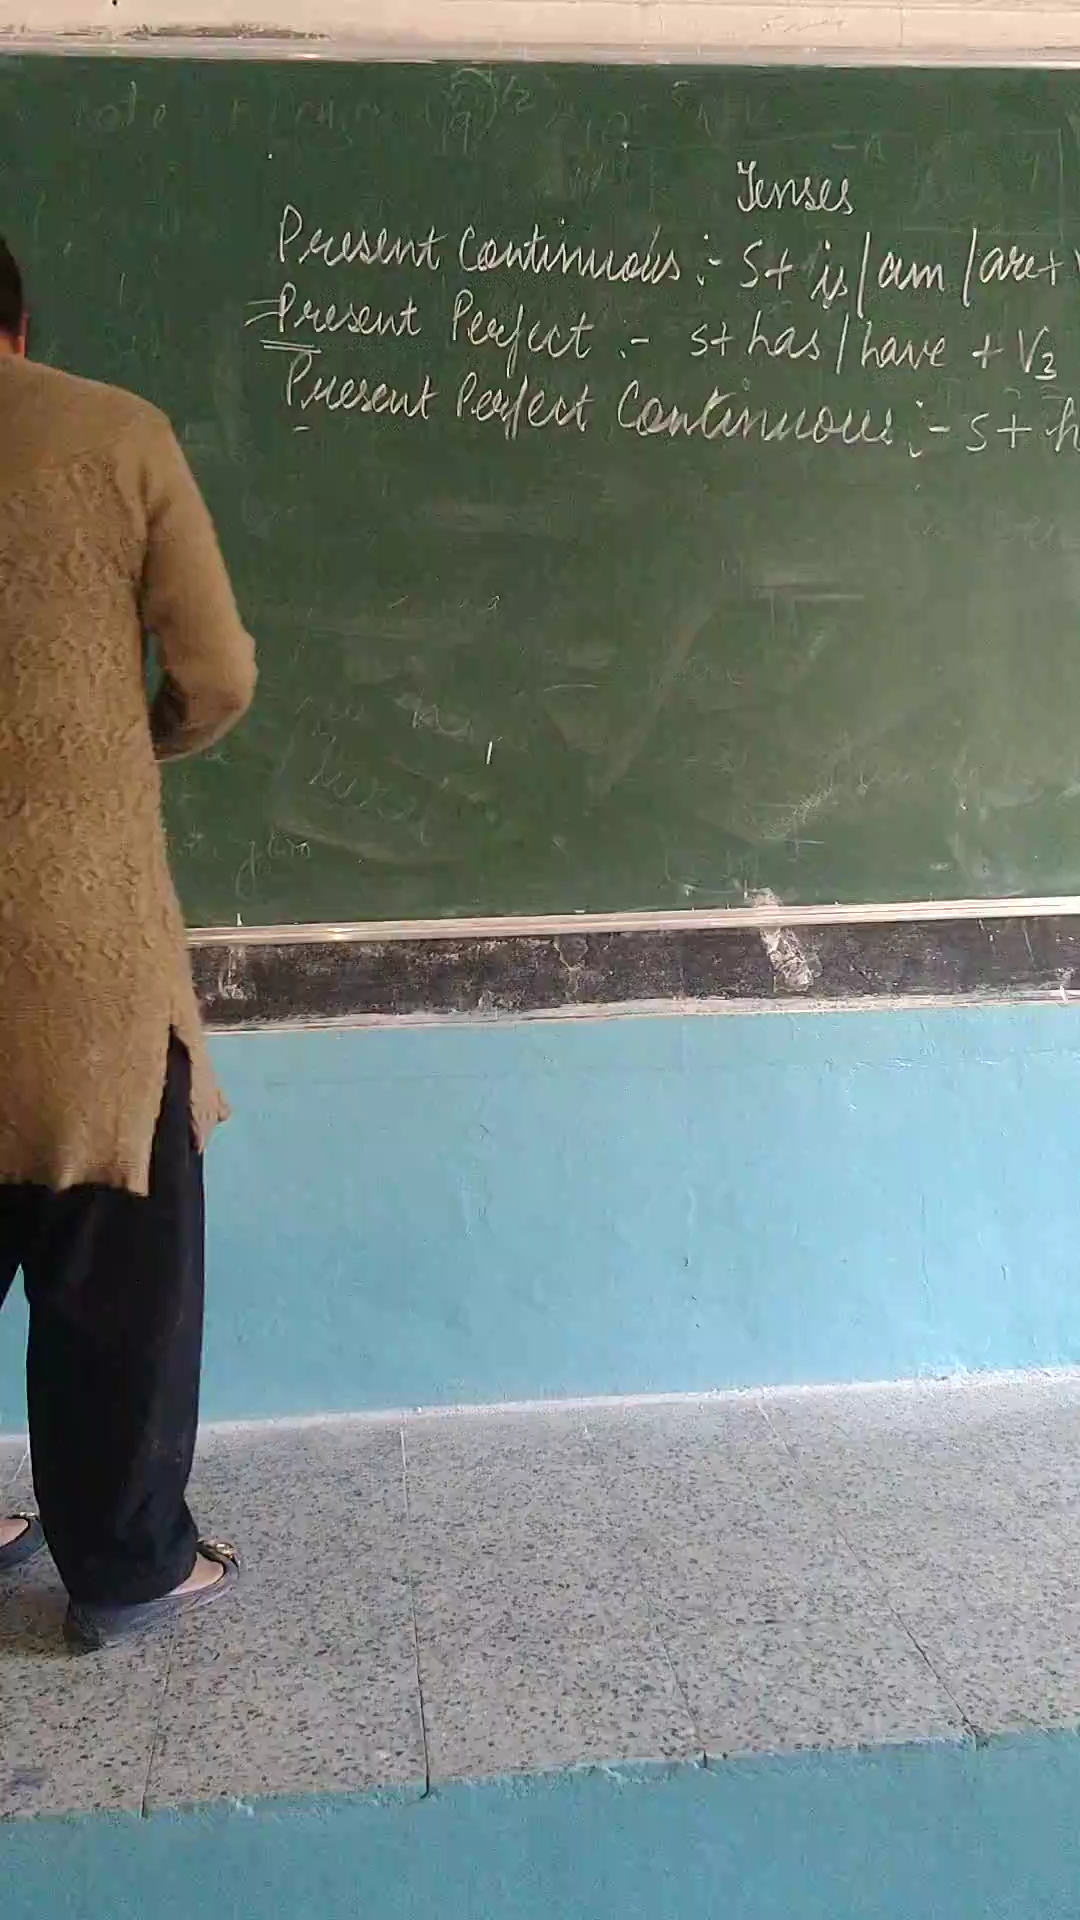 Tenses
Present Continuous :- S + is / am / are +
Present Perfect :- S + has / have + V3
Present Perfect Continuous :- S + h